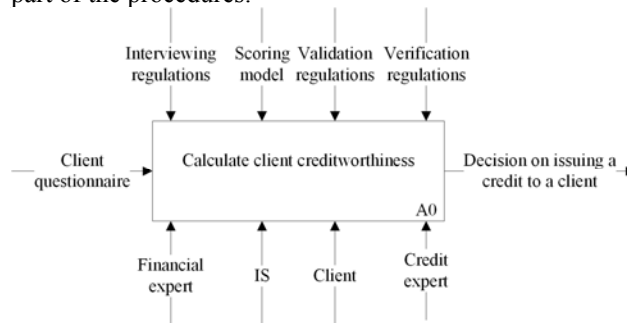 part of the procedures.
Interviewing regulations
Scoring model
Validation regulations
Verification regulations
Client questionnaire
Calculate client creditworthiness
Decision on issuing a credit to a client
A0
Financial expert
IS
Client
Credit expert